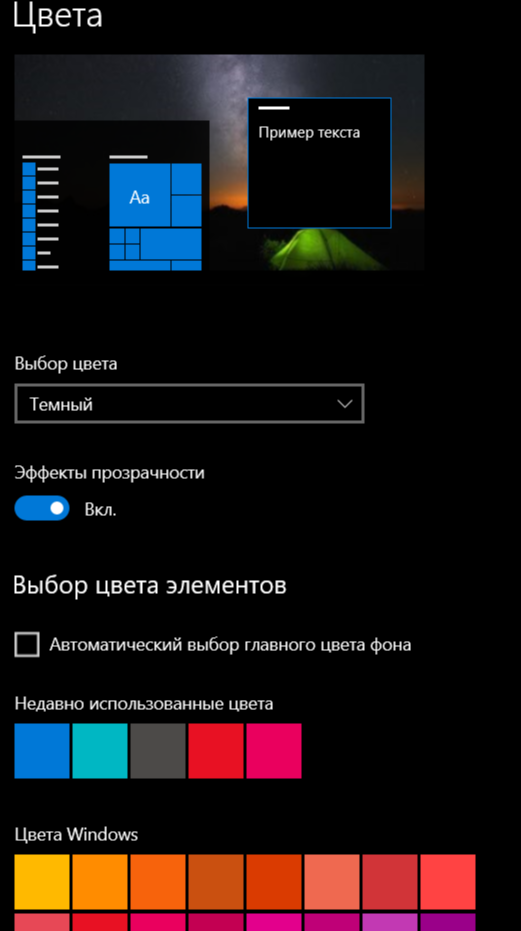 Цвета
Пример текста
Aa
Выбор цвета
Темный
Эффекты прозрачности
Вкл.
Выбор цвета элементов
Автоматический выбор главного цвета фона
Недавно использованные цвета
Цвета Windows